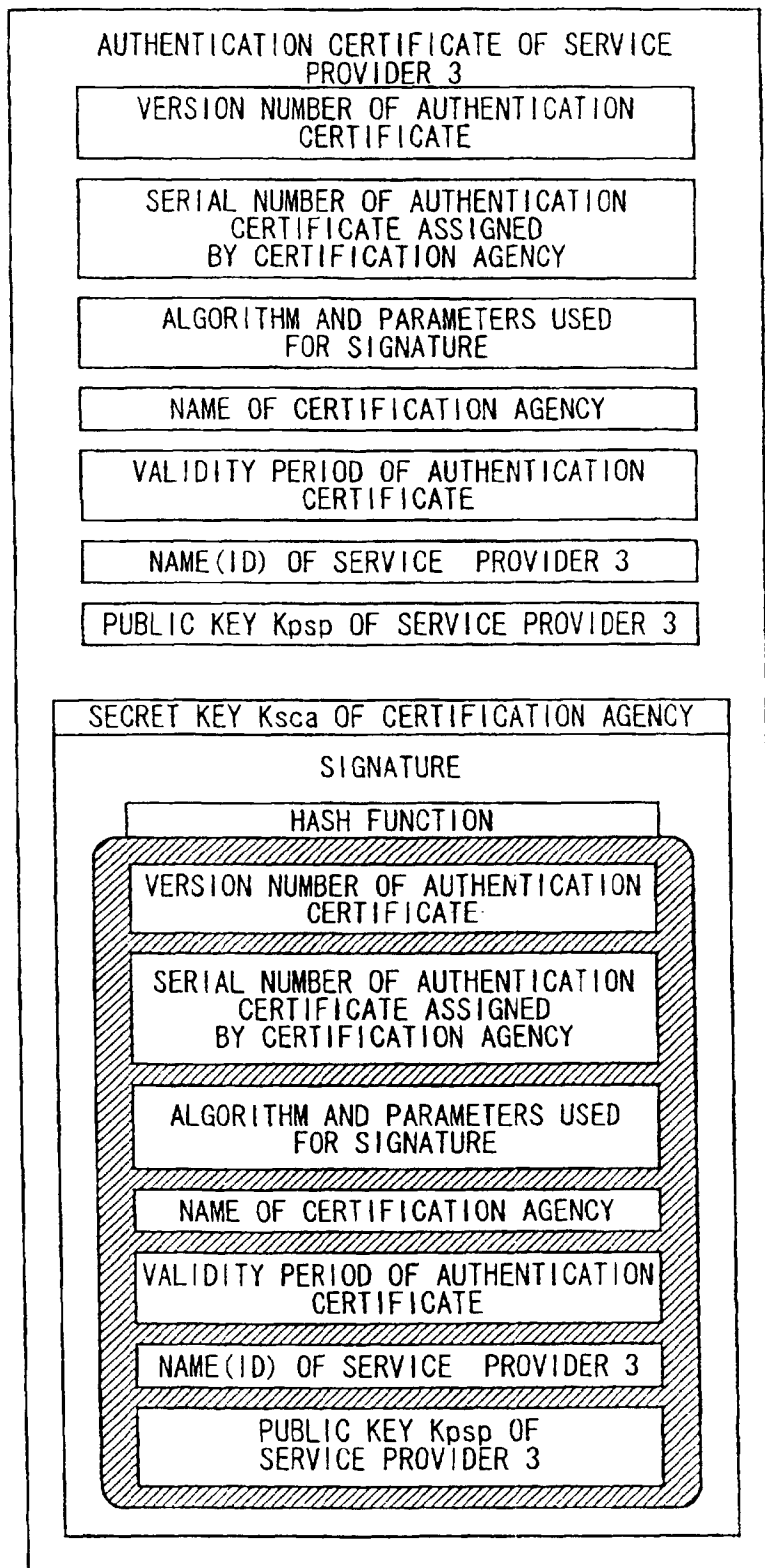 AUTHENTICATION CERTIFICATE OF SERVICE
PROVIDER 3
VERSION NUMBER OF AUTHENTICATION
CERTIFICATE
SERIAL NUMBER OF AUTHENTICATION
CERTIFICATE ASSIGNED
BY CERTIFICATION AGENCY
ALGORITHM AND PARAMETERS USED
FOR SIGNATURE
NAME OF CERTIFICATION AGENCY
VALIDITY PERIOD OF AUTHENTICATION
CERTIFICATE
NAME(ID) OF SERVICE PROVIDER 3
PUBLIC KEY Kpsp OF SERVICE PROVIDER 3
SECRET KEY Ksca OF CERTIFICATION AGENCY
SIGNATURE
HASH FUNCTION
VERSION NUMBER OF AUTHENTICATION
CERTIFICATE
SERIAL NUMBER OF AUTHENTICATION
CERTIFICATE ASSIGNED
BY CERTIFICATION AGENCY
ALGORITHM AND PARAMETERS USED
FOR SIGNATURE
NAME OF CERTIFICATION AGENCY
VALIDITY PERIOD OF AUTHENTICATION
CERTIFICATE
NAME(ID) OF SERVICE PROVIDER 3
PUBLIC KEY Kpsp OF
SERVICE PROVIDER 3